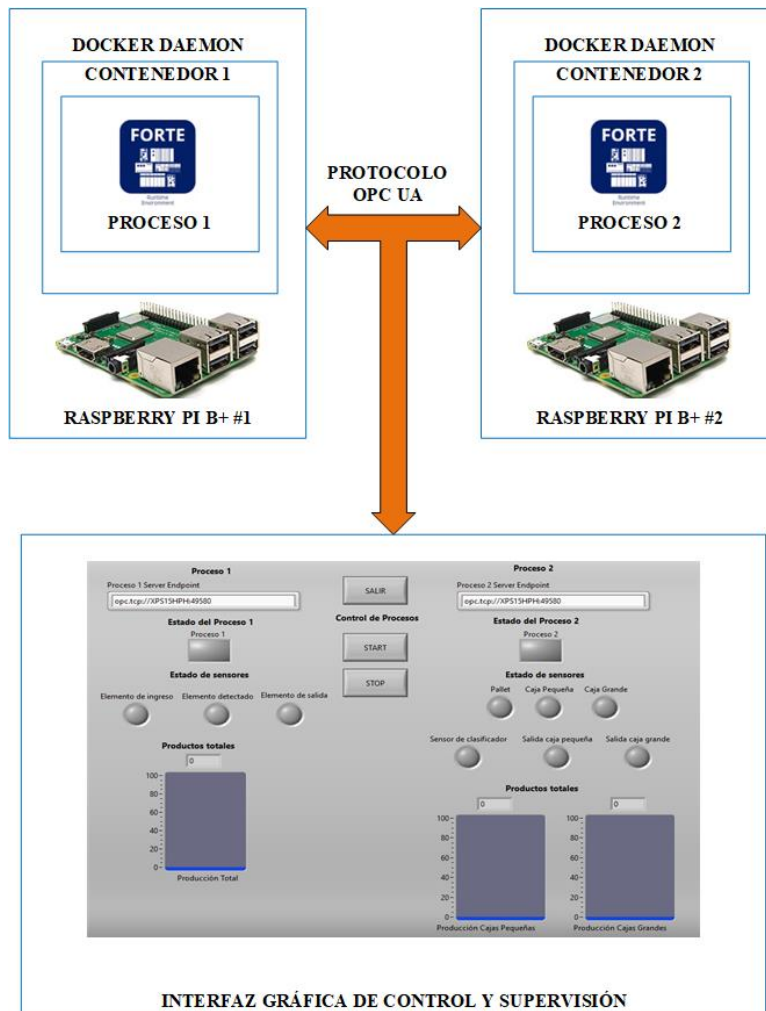 DOCKER DAEMON
CONTENEDOR 1
FORTE
Runtime
Environment
PROCESO 1
RASPBERRY PI B+ #1
PROTOCOLO
OPC UA
DOCKER DAEMON
CONTENEDOR 2
FORTE
Runtime
Environment
PROCESO 2
RASPBERRY PI B+ #2
Proceso 1
Proceso 1 Server Endpoint
opc.tcp://XPS15HPH:49580
Estado del Proceso 1
Proceso 1
Estado de sensores
Elemento de ingreso Elemento detectado Elemento de salida
Productos totales
0
100
80
60
40
20
0
Producción Total
SALIR
Control de Procesos
START
STOP
Proceso 2
Proceso 2 Server Endpoint
opc.tcp://XPS15HPH:49580
Estado del Proceso 2
Proceso 2
Estado de sensores
Pallet Caja Pequeña Caja Grande
Sensor de clasificador Salida caja pequeña Salida caja grande
Productos totales
0 0
100 100
80 80
60 60
40 40
20 20
0 0
Producción Cajas Pequeñas Producción Cajas Grandes
INTERFAZ GRÁFICA DE CONTROL Y SUPERVISIÓN